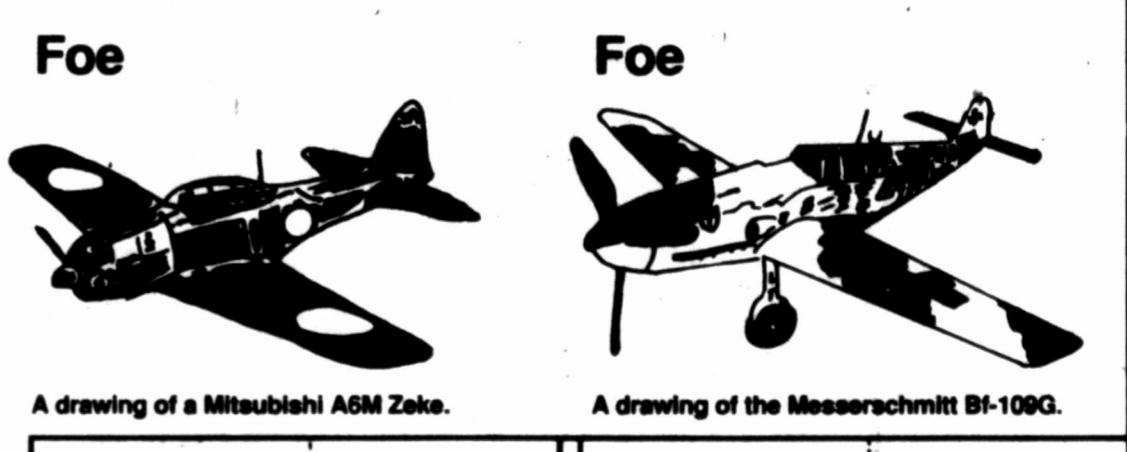 Foe
Foe
A drawing of a Mitsubishi A6M Zeke.
A drawing of the Messerschmitt Bf-109G.